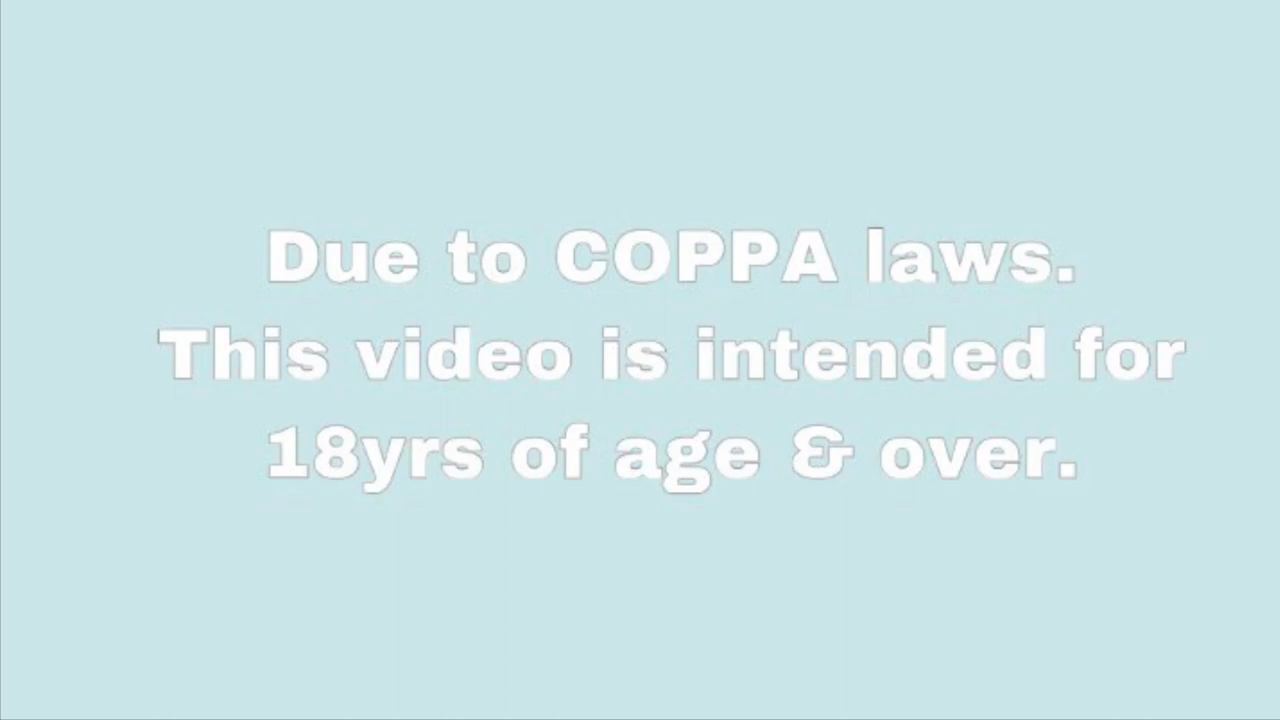 Due to COPPA laws.
This video is intended for
18yrs of age & over.